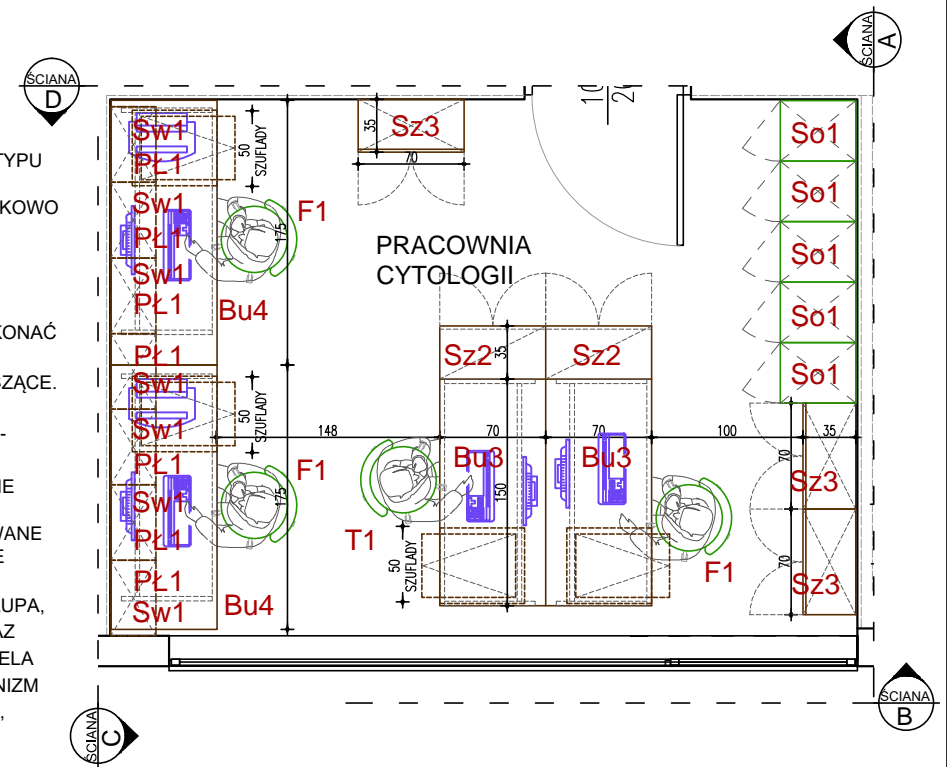 ŚCIANA
A
ŚCIANA
D
TYPU
KOWO
KONAĆ
SZĄCE.
-
NIE
WANE
E
LUPA,
AZ
ELA
NIZM
,
Sw1
PŁ1
Sw1
PŁ1
Sw1
PŁ1
PŁ1
Sw1
Sw1
PŁ1
Sw1
PŁ1
PŁ1
Sw1
50
SZUFLADY
F1
175
Bu4
50
SZUFLADY
F1
175
Bu4
35
Sz3
70
PRACOWNIA
CYTOLOGII
Sz2
35
Sz2
148
70
70
100
35
Bu3
150
Bu3
T1
50
SZUFLADY
F1
So1
So1
So1
So1
So1
70
Sz3
70
Sz3
ŚCIANA
B
ŚCIANA
C